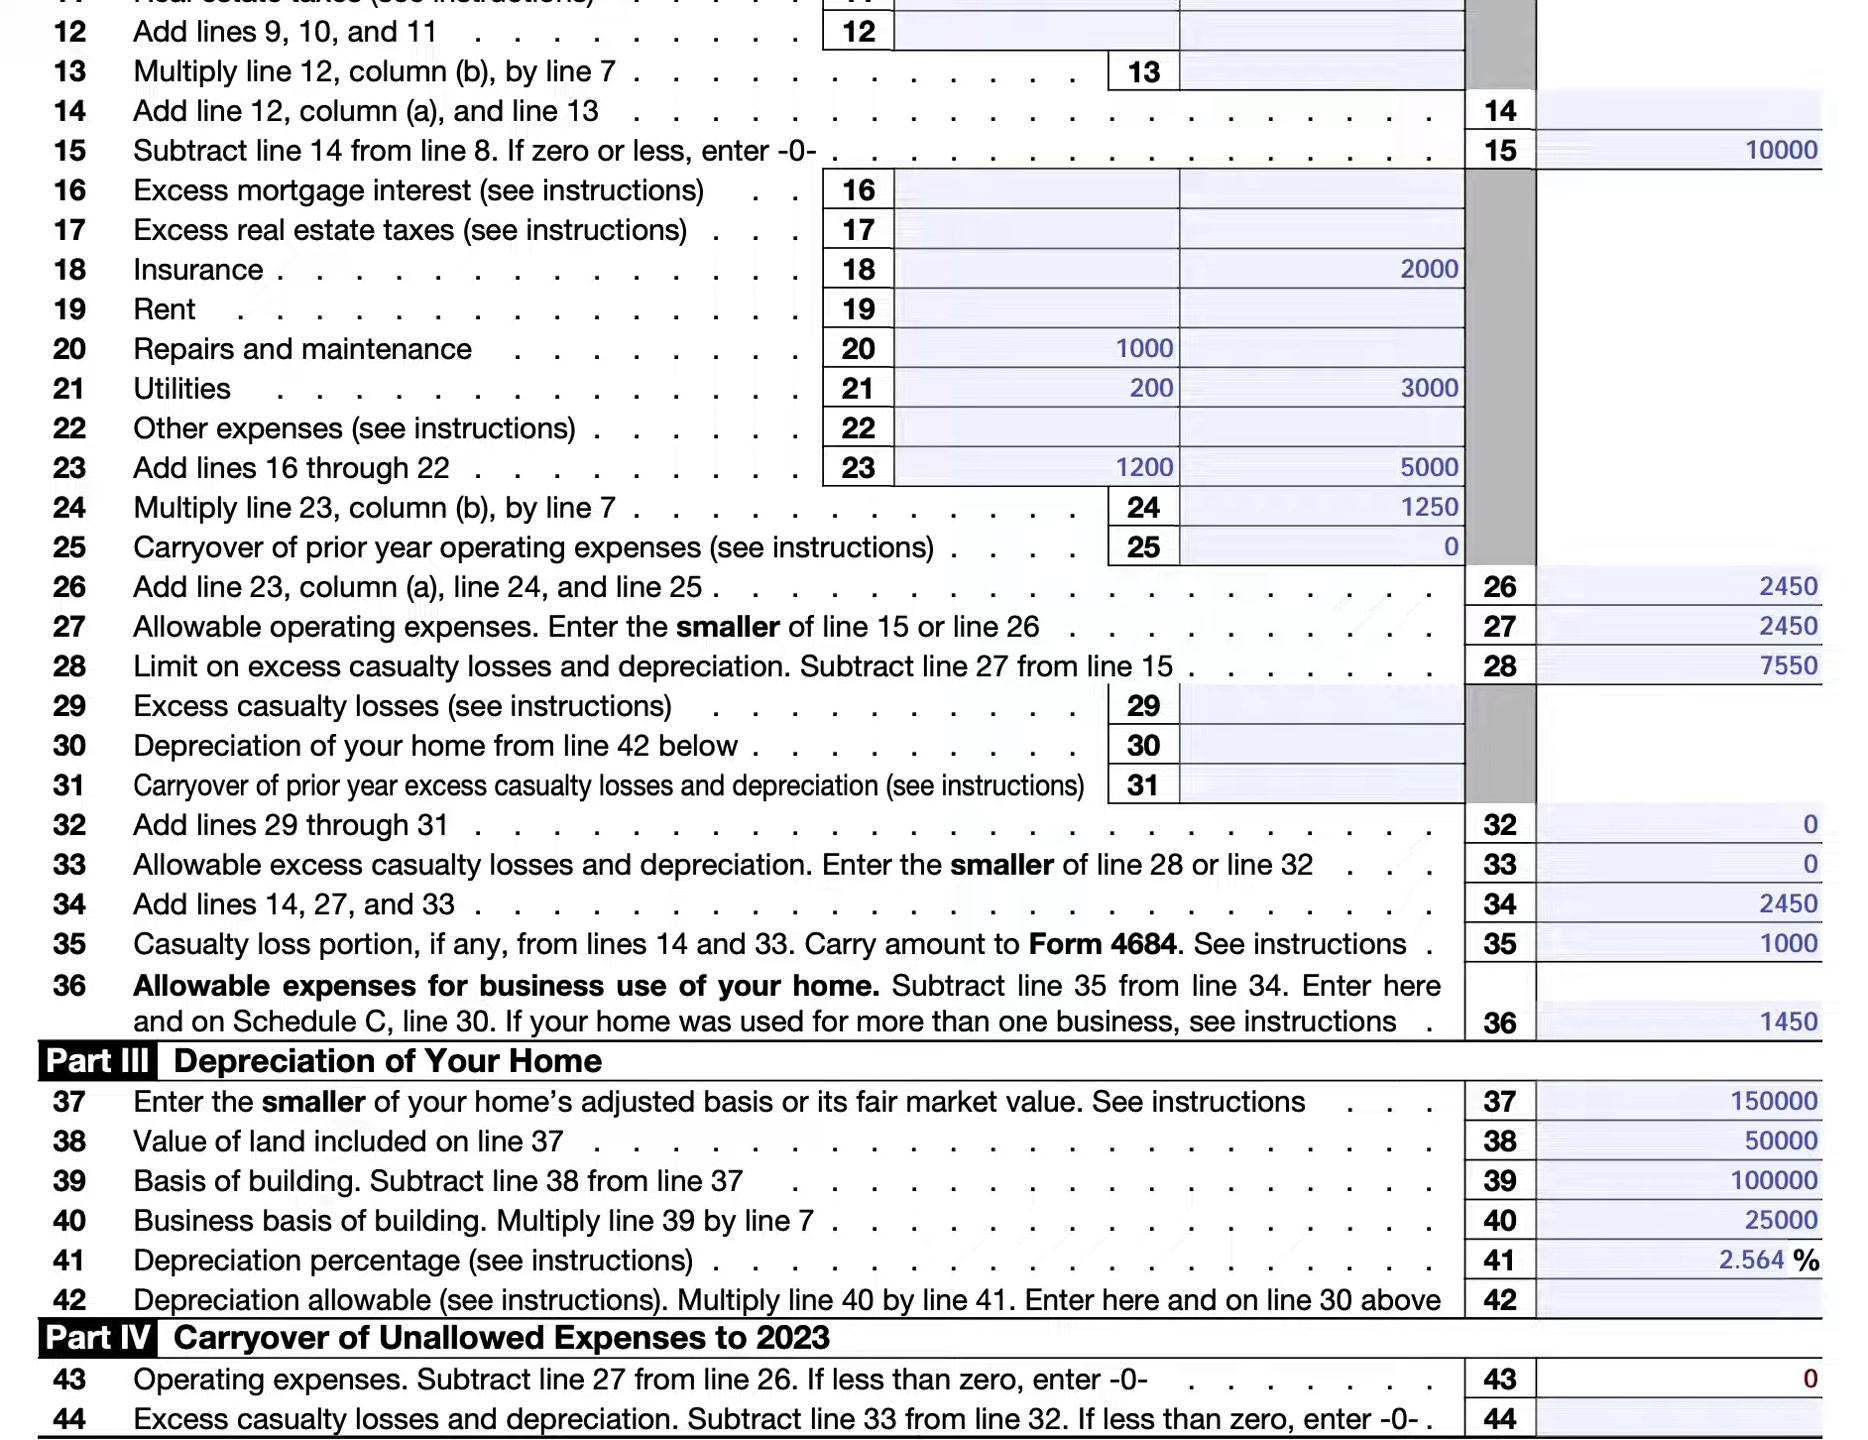 11 Real estate taxes (see instructions) . . . . . 11
12 Add lines 9, 10, and 11 . . . . . . . . . 12
13 Multiply line 12, column (b), by line 7 . . . . . . . . . . . . 13
14 Add line 12, column (a), and line 13 . . . . . . . . . . . . . . . . . . . . . 14
15 Subtract line 14 from line 8. If zero or less, enter -0- . . . . . . . . . . . . . . . . 15 10000
16 Excess mortgage interest (see instructions) . . 16
17 Excess real estate taxes (see instructions) . . . 17
18 Insurance . . . . . . . . . . . . . . 18 2000
19 Rent . . . . . . . . . . . . . . . 19
20 Repairs and maintenance . . . . . . . . 20 1000
21 Utilities . . . . . . . . . . . . . . 21 200 3000
22 Other expenses (see instructions) . . . . . . 22
23 Add lines 16 through 22 . . . . . . . . . 23 1200 5000
24 Multiply line 23, column (b), by line 7 . . . . . . . . . . . . 24 1250
25 Carryover of prior year operating expenses (see instructions) . . . . 25 0
26 Add line 23, column (a), line 24, and line 25 . . . . . . . . . . . . . . . . . . . 26 2450
27 Allowable operating expenses. Enter the smaller of line 15 or line 26 . . . . . . . . . . 27 2450
28 Limit on excess casualty losses and depreciation. Subtract line 27 from line 15 . . . . . . . 28 7550
29 Excess casualty losses (see instructions) . . . . . . . . . . 29
30 Depreciation of your home from line 42 below . . . . . . . . . 30
31 Carryover of prior year excess casualty losses and depreciation (see instructions) 31
32 Add lines 29 through 31 . . . . . . . . . . . . . . . . . . . . . . . . . 32 0
33 Allowable excess casualty losses and depreciation. Enter the smaller of line 28 or line 32 . . . 33 0
34 Add lines 14, 27, and 33 . . . . . . . . . . . . . . . . . . . . . . . . . 34 2450
35 Casualty loss portion, if any, from lines 14 and 33. Carry amount to Form 4684. See instructions . 35 1000
36 Allowable expenses for business use of your home. Subtract line 35 from line 34. Enter here
and on Schedule C, line 30. If your home was used for more than one business, see instructions . 36 1450
Part III Depreciation of Your Home
37 Enter the smaller of your home's adjusted basis or its fair market value. See instructions . . . 37 150000
38 Value of land included on line 37 . . . . . . . . . . . . . . . . . . . . . . 38 50000
39 Basis of building. Subtract line 38 from line 37 . . . . . . . . . . . . . . . . . 39 100000
40 Business basis of building. Multiply line 39 by line 7 . . . . . . . . . . . . . . . . 40 25000
41 Depreciation percentage (see instructions) . . . . . . . . . . . . . . . . . . . 41 2.564 %
42 Depreciation allowable (see instructions). Multiply line 40 by line 41. Enter here and on line 30 above 42
Part IV Carryover of Unallowed Expenses to 2023
43 Operating expenses. Subtract line 27 from line 26. If less than zero, enter -0- . . . . . . . 43 0
44 Excess casualty losses and depreciation. Subtract line 33 from line 32. If less than zero, enter -0- . 44